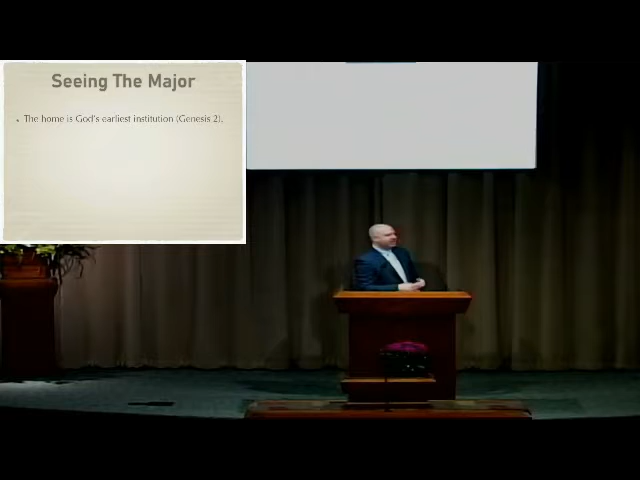 Seeing The Major
• The home is God's earliest institution (Genesis 2).